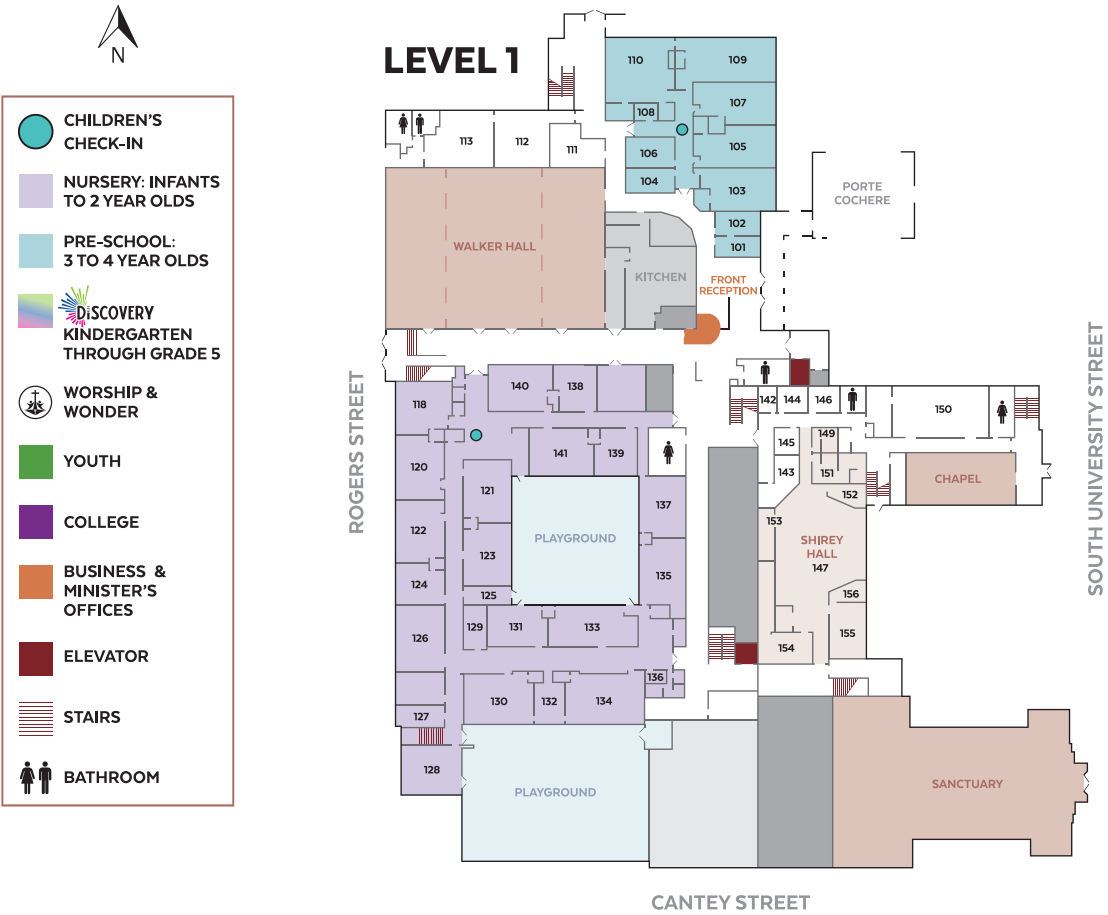 N
LEVEL 1
CHILDREN'S
CHECK-IN
NURSERY: INFANTS
TO 2 YEAR OLDS
PRE-SCHOOL:
3 TO 4 YEAR OLDS
DiSCOVERY
KINDERGARTEN
THROUGH GRADE 5
WORSHIP &
WONDER
YOUTH
COLLEGE
BUSINESS &
MINISTER'S
OFFICES
ELEVATOR
STAIRS
BATHROOM
110
109
107
108
105
106
104
103
102
101
113
112
111
PORTE
COCHERE
WALKER HALL
KITCHEN
FRONT
RECEPTION
ROGERS STREET
SOUTH UNIVERSITY STREET
140
138
118
142
144
146
150
120
141
139
145
149
143
151
152
CHAPEL
121
137
122
123
PLAYGROUND
153
SHIREY
HALL
147
124
125
135
156
126
129
131
133
155
154
136
127
130
132
134
128
PLAYGROUND
SANCTUARY
CANTEY STREET